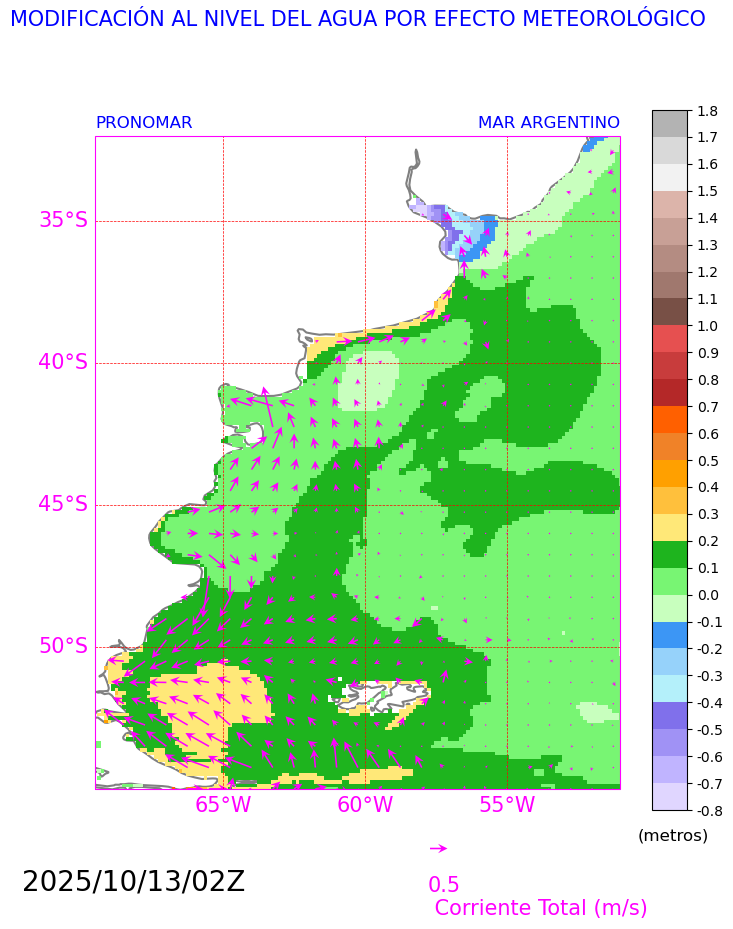 MODIFICACIÓN AL NIVEL DEL AGUA POR EFECTO METEOROLÓGICO
PRONOMAR MAR ARGENTINO
35°S
40°S
45°S
50°S
65°W 60°W 55°W
1.8
1.7
1.6
1.5
1.4
1.3
1.2
1.1
1.0
0.9
0.8
0.7
0.6
0.5
0.4
0.3
0.2
0.1
0.0
-0.1
-0.2
-0.3
-0.4
-0.5
-0.6
-0.7
-0.8
(metros)
2025/10/13/02Z
0.5
Corriente Total (m/s)